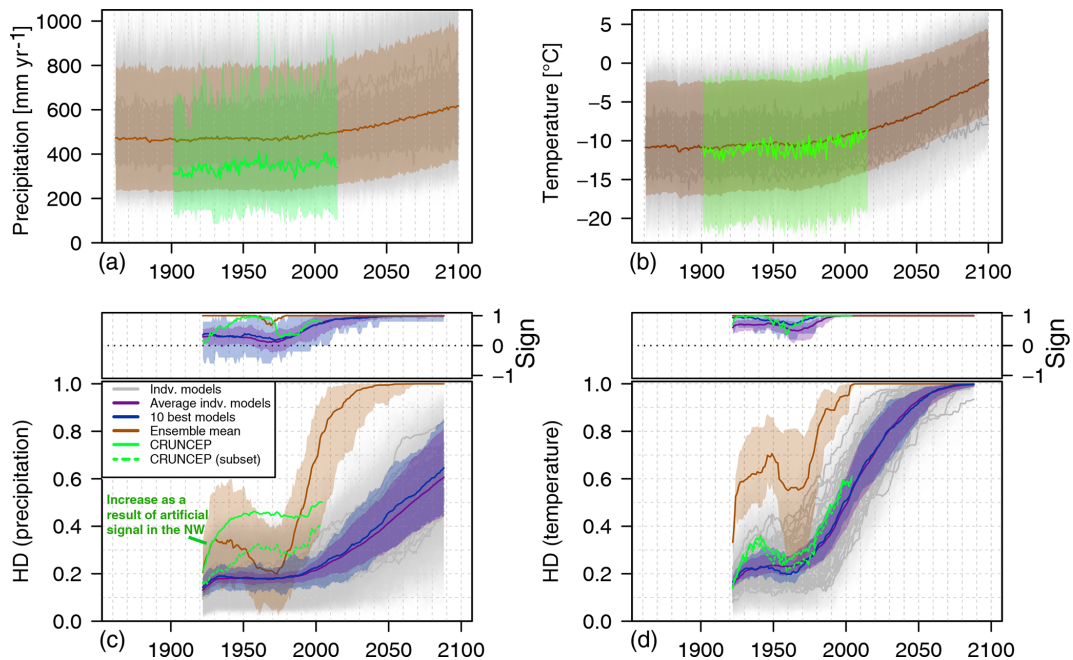 Precipitation [mm yr-1]
1000
800
600
400
200
0
(a)
1900
1950
2000
2050
2100
Temperature [°C]
5
0
−5
−10
−15
−20
(b)
1900
1950
2000
2050
2100
1
0
−1
Sign
HD (precipitation)
1.0
0.8
0.6
0.4
0.2
0.0
Indv. models
Average indv. models
10 best models
Ensemble mean
CRUNCEP
CRUNCEP (subset)
Increase as a
result of artificial
signal in the NW
(c)
1900
1950
2000
2050
2100
1
0
−1
Sign
HD (temperature)
1.0
0.8
0.6
0.4
0.2
0.0
(d)
1900
1950
2000
2050
2100